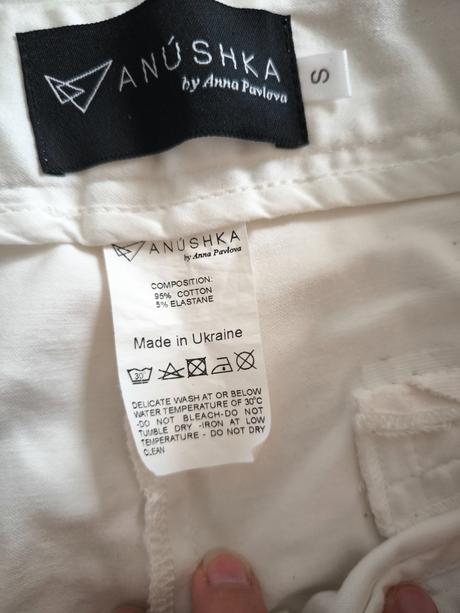 ANÚSHKA
by Anna Pavlova
S
ANÚSHKA
by Anna Pavlova
COMPOSITION:
95% COTTON
5% ELASTANE
Made in Ukraine
30°
DELICATE WASH AT OR BELOW
WATER TEMPERATURE OF 30°C
-DO NOT BLEACH-DO NOT
TUMBLE DRY -IRON AT LOW
TEMPERATURE - DO NOT DRY
CLEAN